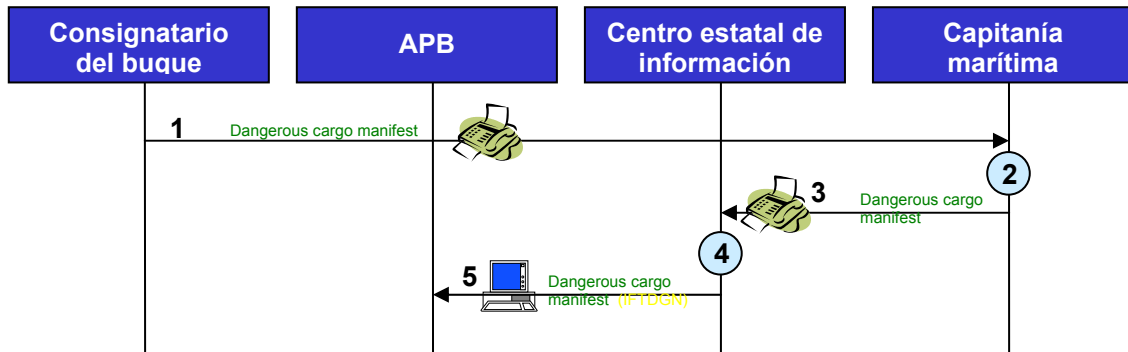 Consignatario
del buque
APB
Centro estatal de
información
Capitanía
marítima
1 Dangerous cargo manifest
2
3 Dangerous cargo
manifest
4
5 Dangerous cargo
manifest (IFTDGN)